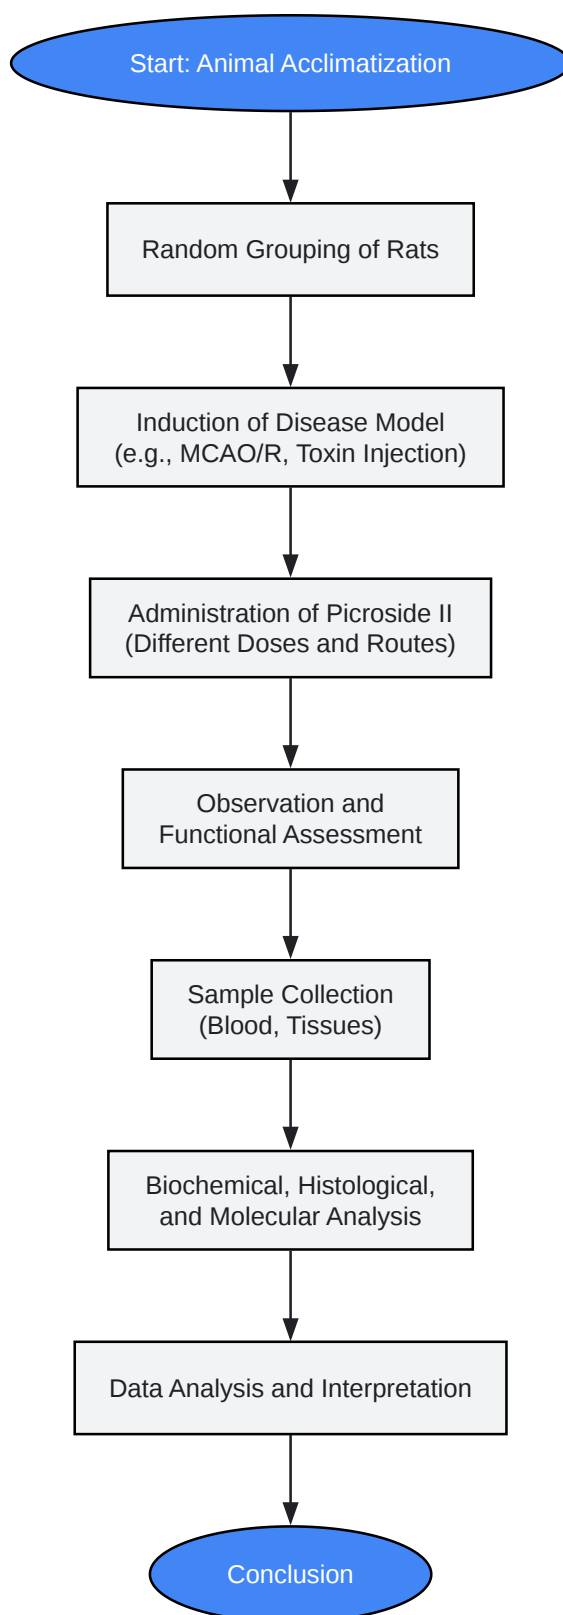 Start: Animal Acclimatization
Random Grouping of Rats
Induction of Disease Model
(e.g., MCAO/R, Toxin Injection)
Administration of Picroside II
(Different Doses and Routes)
Observation and
Functional Assessment
Sample Collection
(Blood, Tissues)
Biochemical, Histological,
and Molecular Analysis
Data Analysis and Interpretation
Conclusion